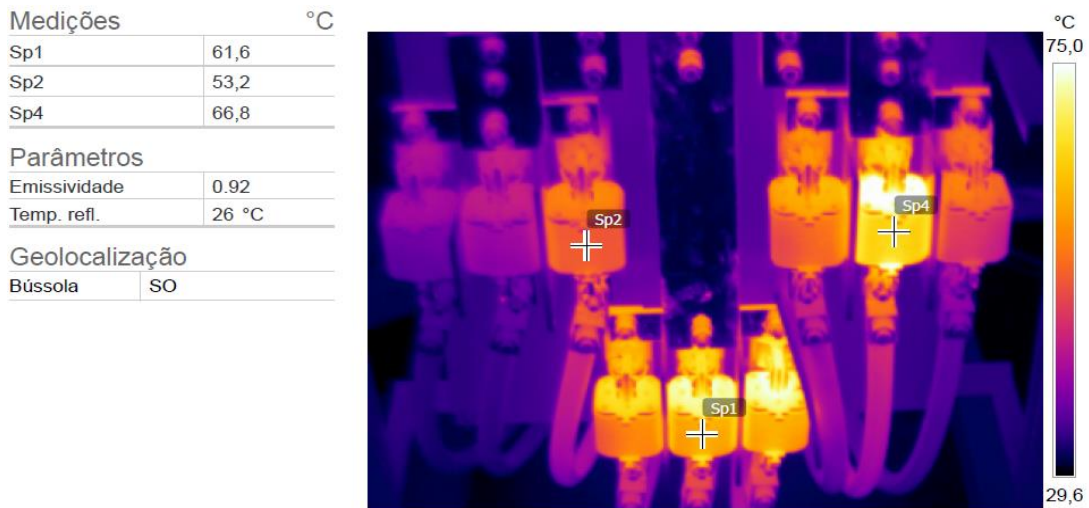 Medições °C
Sp1 61,6
Sp2 53,2
Sp4 66,8
Parâmetros
Emissividade 0.92
Temp. refl. 26 °C
Geolocalização
Bússola SO
°C
75,0
Sp2
Sp4
Sp1
29,6